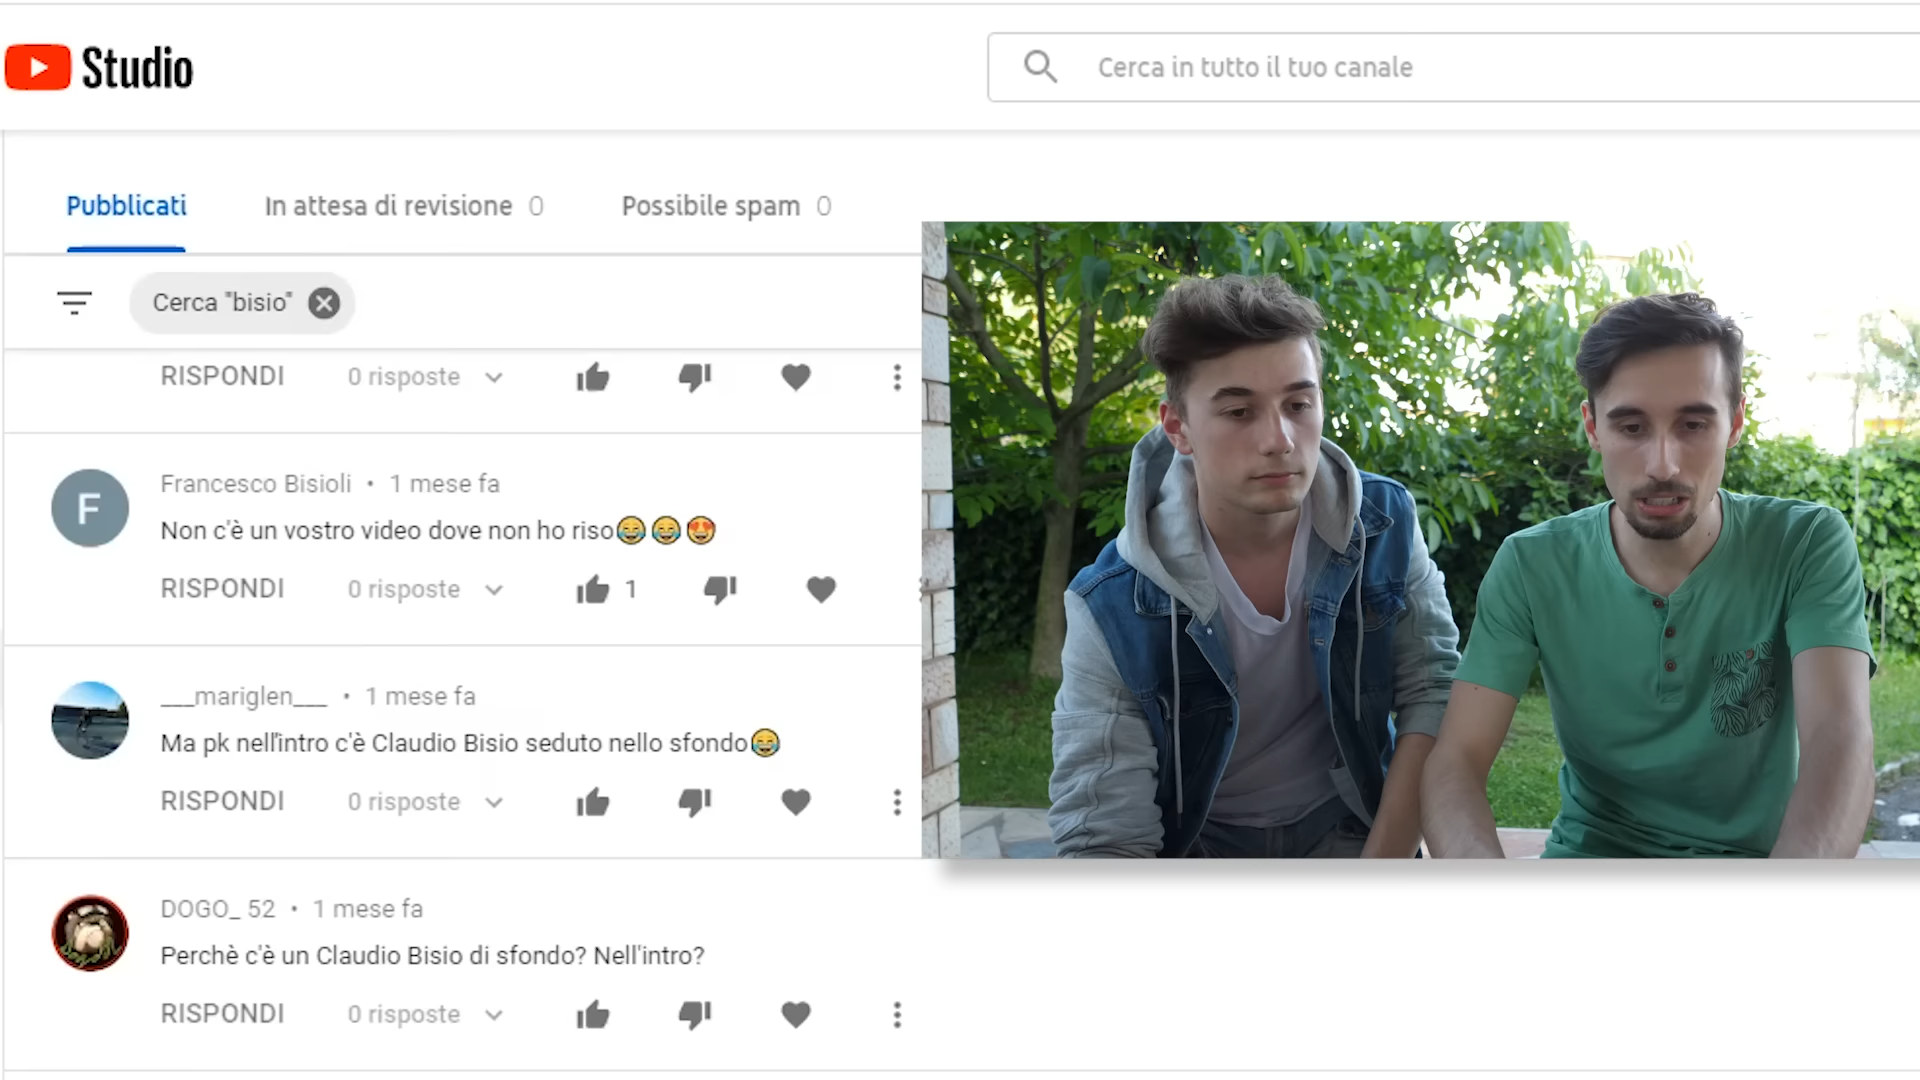 Studio
Cerca in tutto il tuo canale
Pubblicati In attesa di revisione 0 Possibile spam 0
Cerca "bisio"
RISPONDI 0 risposte
F
Francesco Bisioli • 1 mese fa
Non c'è un vostro video dove non ho riso😂😂😍
RISPONDI 0 risposte 1
___mariglen___ • 1 mese fa
Ma pk nell'intro c'è Claudio Bisio seduto nello sfondo😂
RISPONDI 0 risposte
DOGO_ 52 • 1 mese fa
Perchè c'è un Claudio Bisio di sfondo? Nell'intro?
RISPONDI 0 risposte